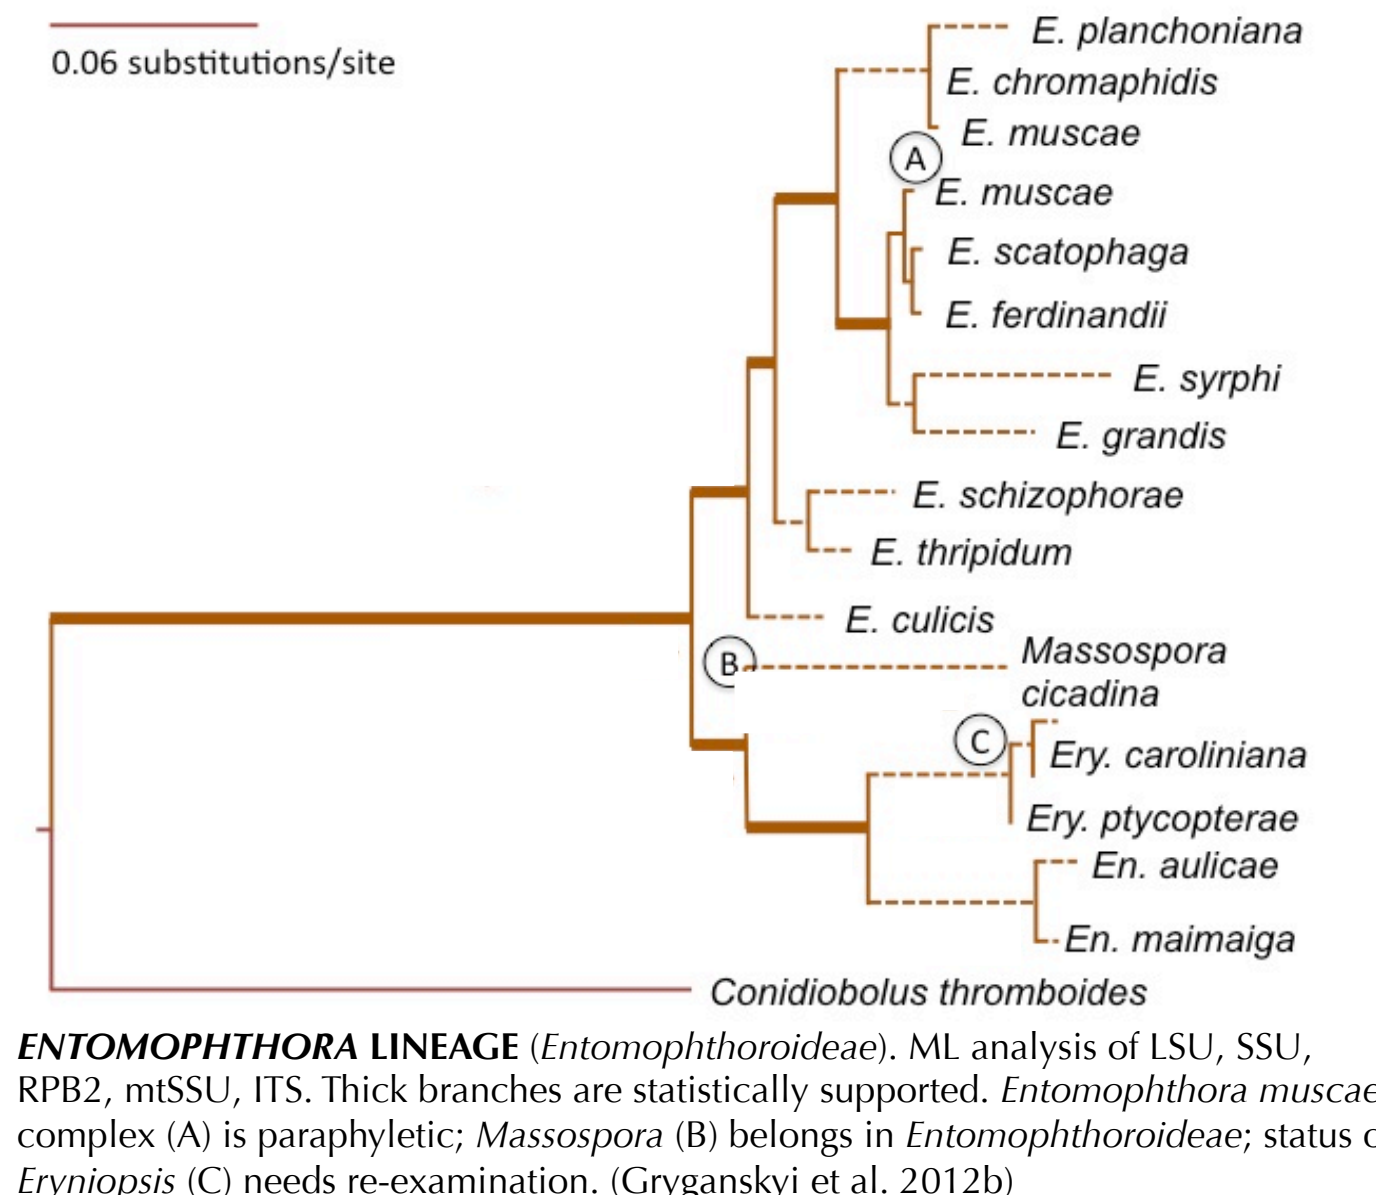 0.06 substitutions/site
E. planchoniana
E. chromaphidis
E. muscae
A
E. muscae
E. scatophaga
E. ferdinandii
E. syrphi
E. grandis
E. schizophorae
E. thripidum
E. culicis
B
Massospora
cicadina
C
Ery. caroliniana
Ery. ptycopterae
En. aulicae
En. maimaiga
Conidiobolus thromboides
ENTOMOPHTHORA LINEAGE (Entomophthoroideae). ML analysis of LSU, SSU,
RPB2, mtSSU, ITS. Thick branches are statistically supported. Entomophthora muscae
complex (A) is paraphyletic; Massospora (B) belongs in Entomophthoroideae; status
Eryniopsis (C) needs re-examination. (Gryganskyi et al. 2012b)